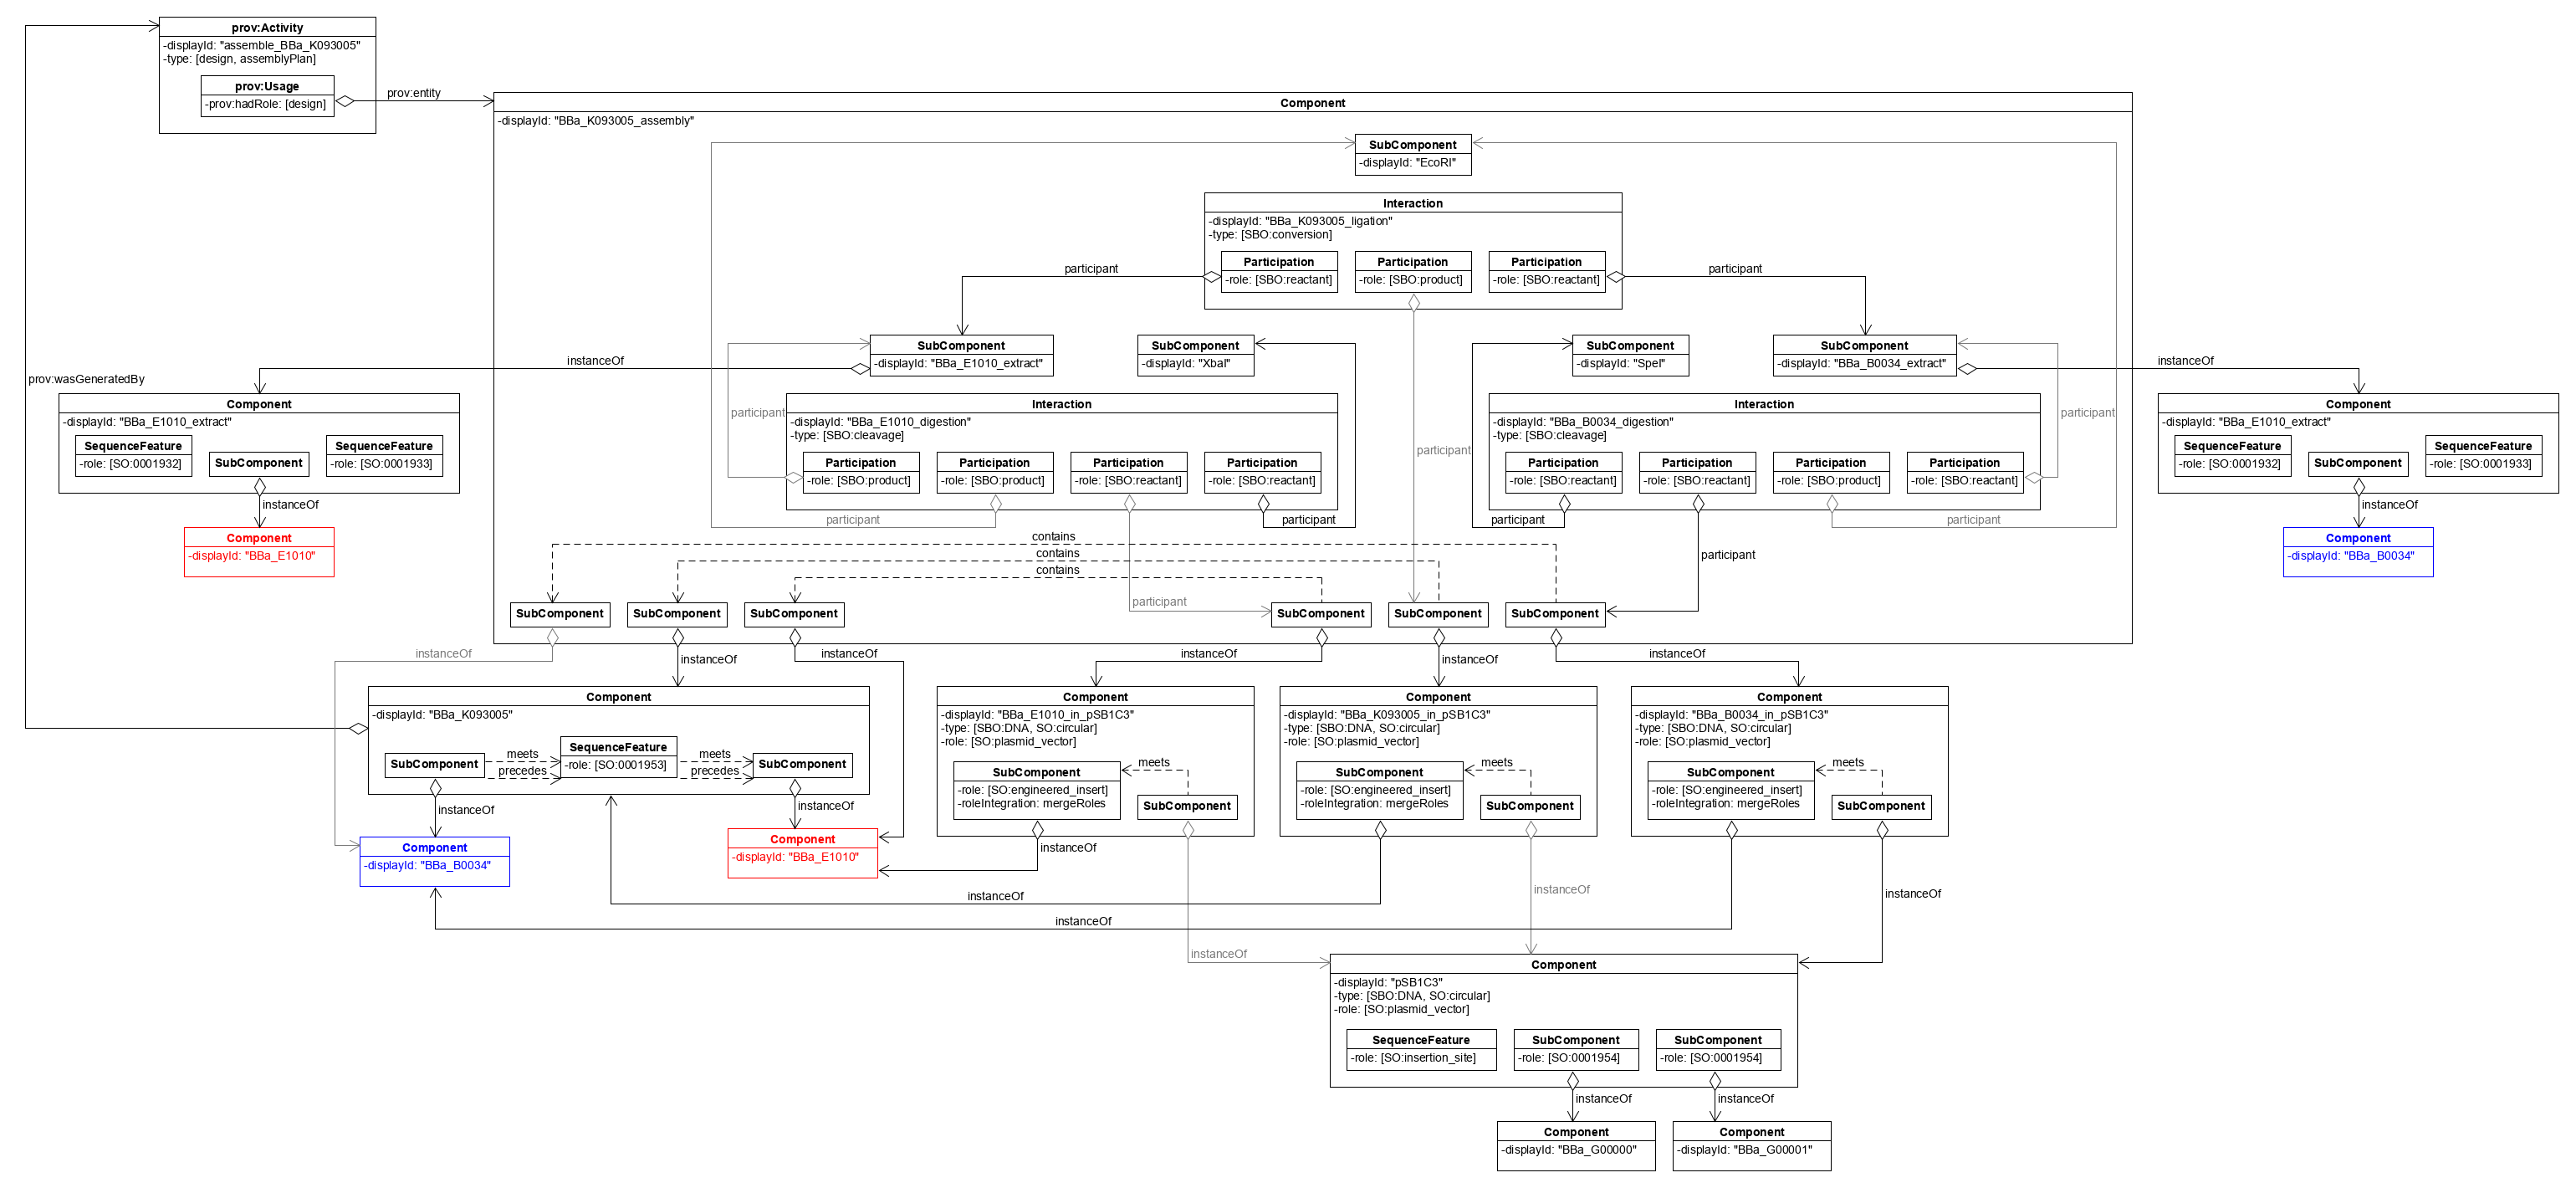 prov:Activity
-displayId: "assemble_BBa_K093005"
-type: [design, assemblyPlan]
prov:Usage
-prov:hadRole: [design]
prov:entity
Component
-displayId: "BBa_K093005_assembly"
SubComponent
-displayId: "EcoRI"
Interaction
-displayId: "BBa_K093005_ligation"
-type: [SBO:conversion]
Participation
-role: [SBO:reactant]
Participation
-role: [SBO:product]
Participation
-role: [SBO:reactant]
participant
participant
SubComponent
-displayId: "BBa_E1010_extract"
SubComponent
-displayId: "XbaI"
SubComponent
-displayId: "SpeI"
SubComponent
-displayId: "BBa_B0034_extract"
instanceOf
instanceOf
prov:wasGeneratedBy
Component
-displayId: "BBa_E1010_extract"
SequenceFeature
-role: [SO:0001932]
SubComponent
SequenceFeature
-role: [SO:0001933]
instanceOf
Component
-displayId: "BBa_E1010"
participant
Interaction
-displayId: "BBa_E1010_digestion"
-type: [SBO:cleavage]
Participation
-role: [SBO:product]
Participation
-role: [SBO:product]
Participation
-role: [SBO:reactant]
Participation
-role: [SBO:reactant]
participant
participant
participant
Interaction
-displayId: "BBa_B0034_digestion"
-type: [SBO:cleavage]
Participation
-role: [SBO:reactant]
Participation
-role: [SBO:reactant]
Participation
-role: [SBO:product]
Participation
-role: [SBO:reactant]
participant
participant
participant
participant
Component
-displayId: "BBa_E1010_extract"
SequenceFeature
-role: [SO:0001932]
SubComponent
SequenceFeature
-role: [SO:0001933]
instanceOf
Component
-displayId: "BBa_B0034"
contains
contains
contains
participant
SubComponent
SubComponent
SubComponent
SubComponent
SubComponent
SubComponent
instanceOf
instanceOf
instanceOf
instanceOf
instanceOf
instanceOf
Component
-displayId: "BBa_K093005"
SubComponent
meets
precedes
SequenceFeature
-role: [SO:0001953]
meets
precedes
SubComponent
instanceOf
instanceOf
Component
-displayId: "BBa_B0034"
Component
-displayId: "BBa_E1010"
Component
-displayId: "BBa_E1010_in_pSB1C3"
-type: [SBO:DNA, SO:circular]
-role: [SO:plasmid_vector]
SubComponent
-role: [SO:engineered_insert]
-roleIntegration: mergeRoles
meets
SubComponent
instanceOf
Component
-displayId: "BBa_K093005_in_pSB1C3"
-type: [SBO:DNA, SO:circular]
-role: [SO:plasmid_vector]
SubComponent
-role: [SO:engineered_insert]
-roleIntegration: mergeRoles
meets
SubComponent
Component
-displayId: "BBa_B0034_in_pSB1C3"
-type: [SBO:DNA, SO:circular]
-role: [SO:plasmid_vector]
SubComponent
-role: [SO:engineered_insert]
-roleIntegration: mergeRoles
meets
SubComponent
instanceOf
instanceOf
instanceOf
instanceOf
instanceOf
Component
-displayId: "pSB1C3"
-type: [SBO:DNA, SO:circular]
-role: [SO:plasmid_vector]
SequenceFeature
-role: [SO:insertion_site]
SubComponent
-role: [SO:0001954]
SubComponent
-role: [SO:0001954]
instanceOf
instanceOf
Component
-displayId: "BBa_G00000"
Component
-displayId: "BBa_G00001"